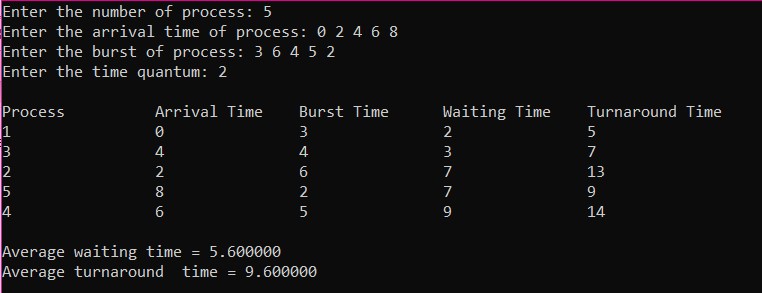 Enter the number of process: 5
Enter the arrival time of process: 0 2 4 6 8
Enter the burst of process: 3 6 4 5 2
Enter the time quantum: 2
Process Arrival Time Burst Time Waiting Time Turnaround Time
1 0 3 2 5
3 4 4 3 7
2 2 6 7 13
5 8 2 7 9
4 6 5 9 14
Average waiting time = 5.600000
Average turnaround  time = 9.600000